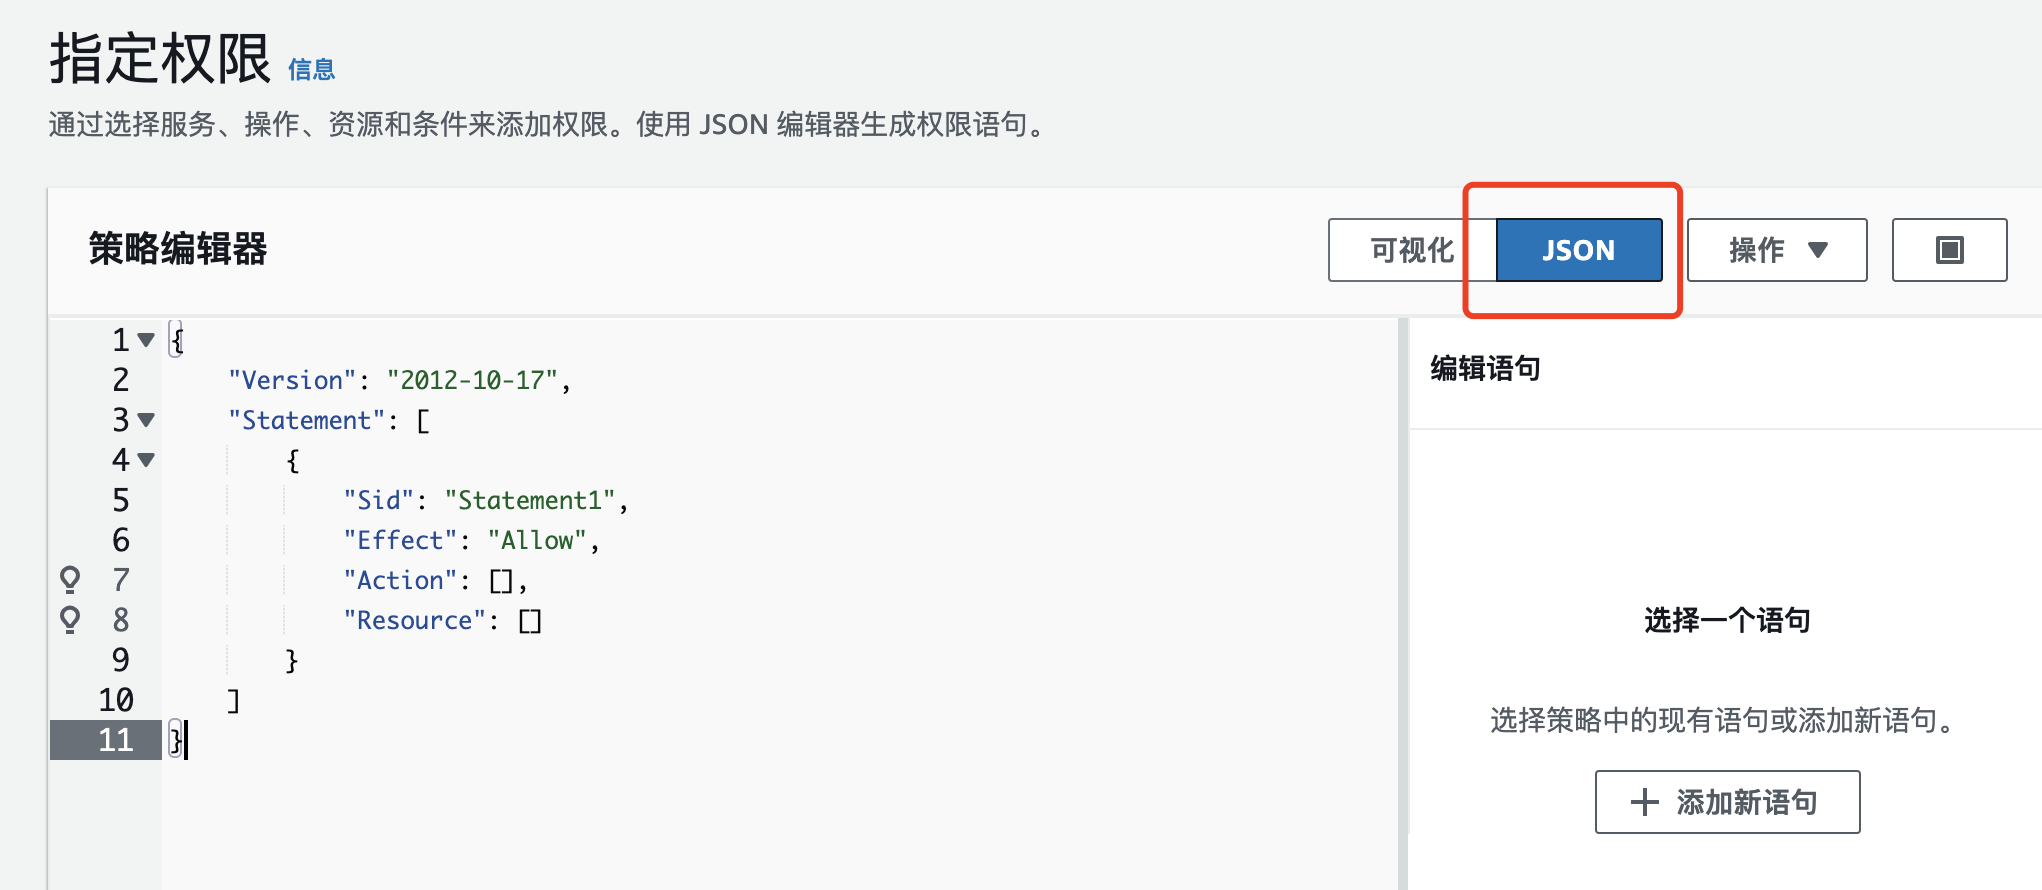 指定权限 信息
通过选择服务、操作、资源和条件来添加权限。使用 JSON 编辑器生成权限语句。
策略编辑器
可视化 JSON 操作
1 {
2 "Version": "2012-10-17",
3 "Statement": [
4 {
5 "Sid": "Statement1",
6 "Effect": "Allow",
7 "Action": [],
8 "Resource": []
9 }
10 ]
11 }
编辑语句
选择一个语句
选择策略中的现有语句或添加新语句。
添加新语句